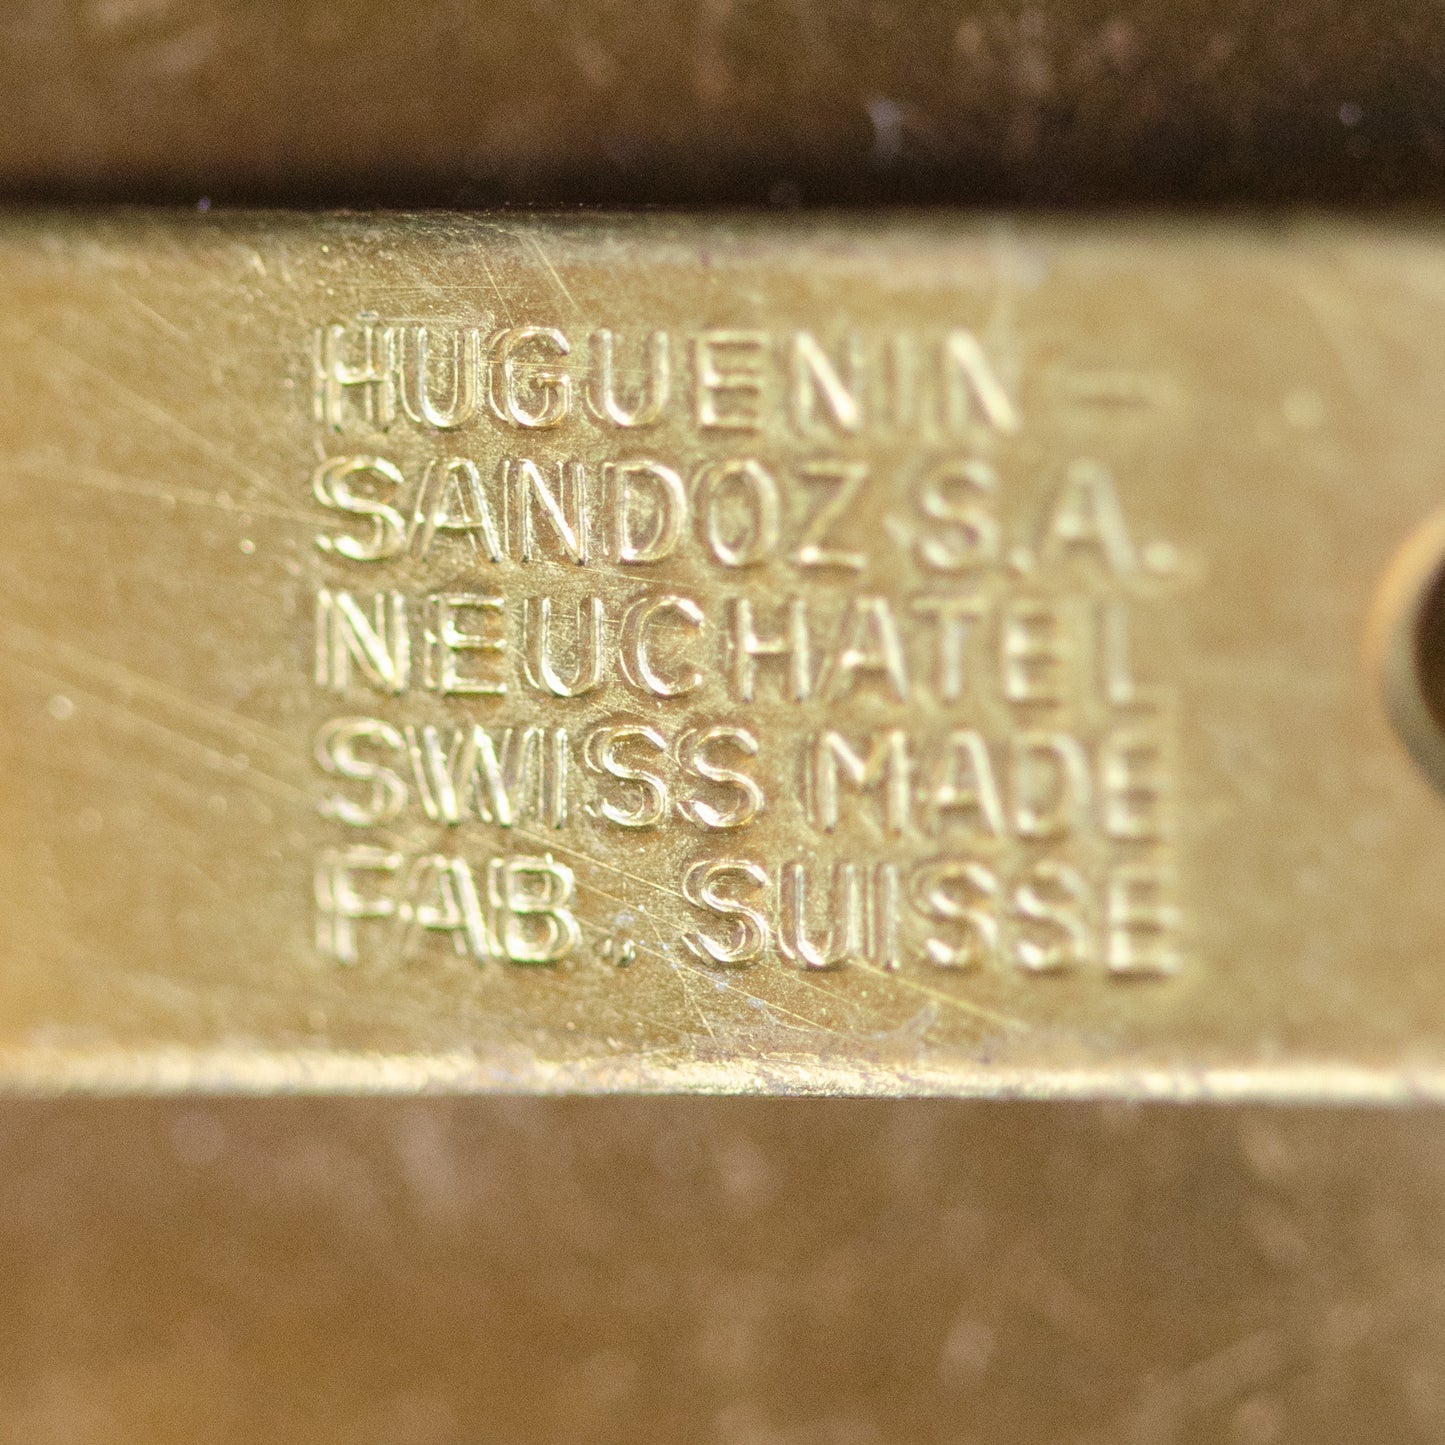 HUGUENIN-
SANDOZ S.A.
NEUCHATEL
SWISS MADE
FAB. SUISSE